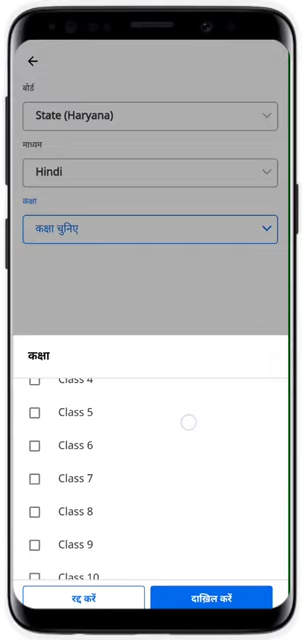 बोर्ड
State (Haryana)
माध्यम
Hindi
कक्षा
कक्षा चुनिए
कक्षा
Class 4
Class 5
Class 6
Class 7
Class 8
Class 9
Class 10
रद्द करें
दाख़िल करें